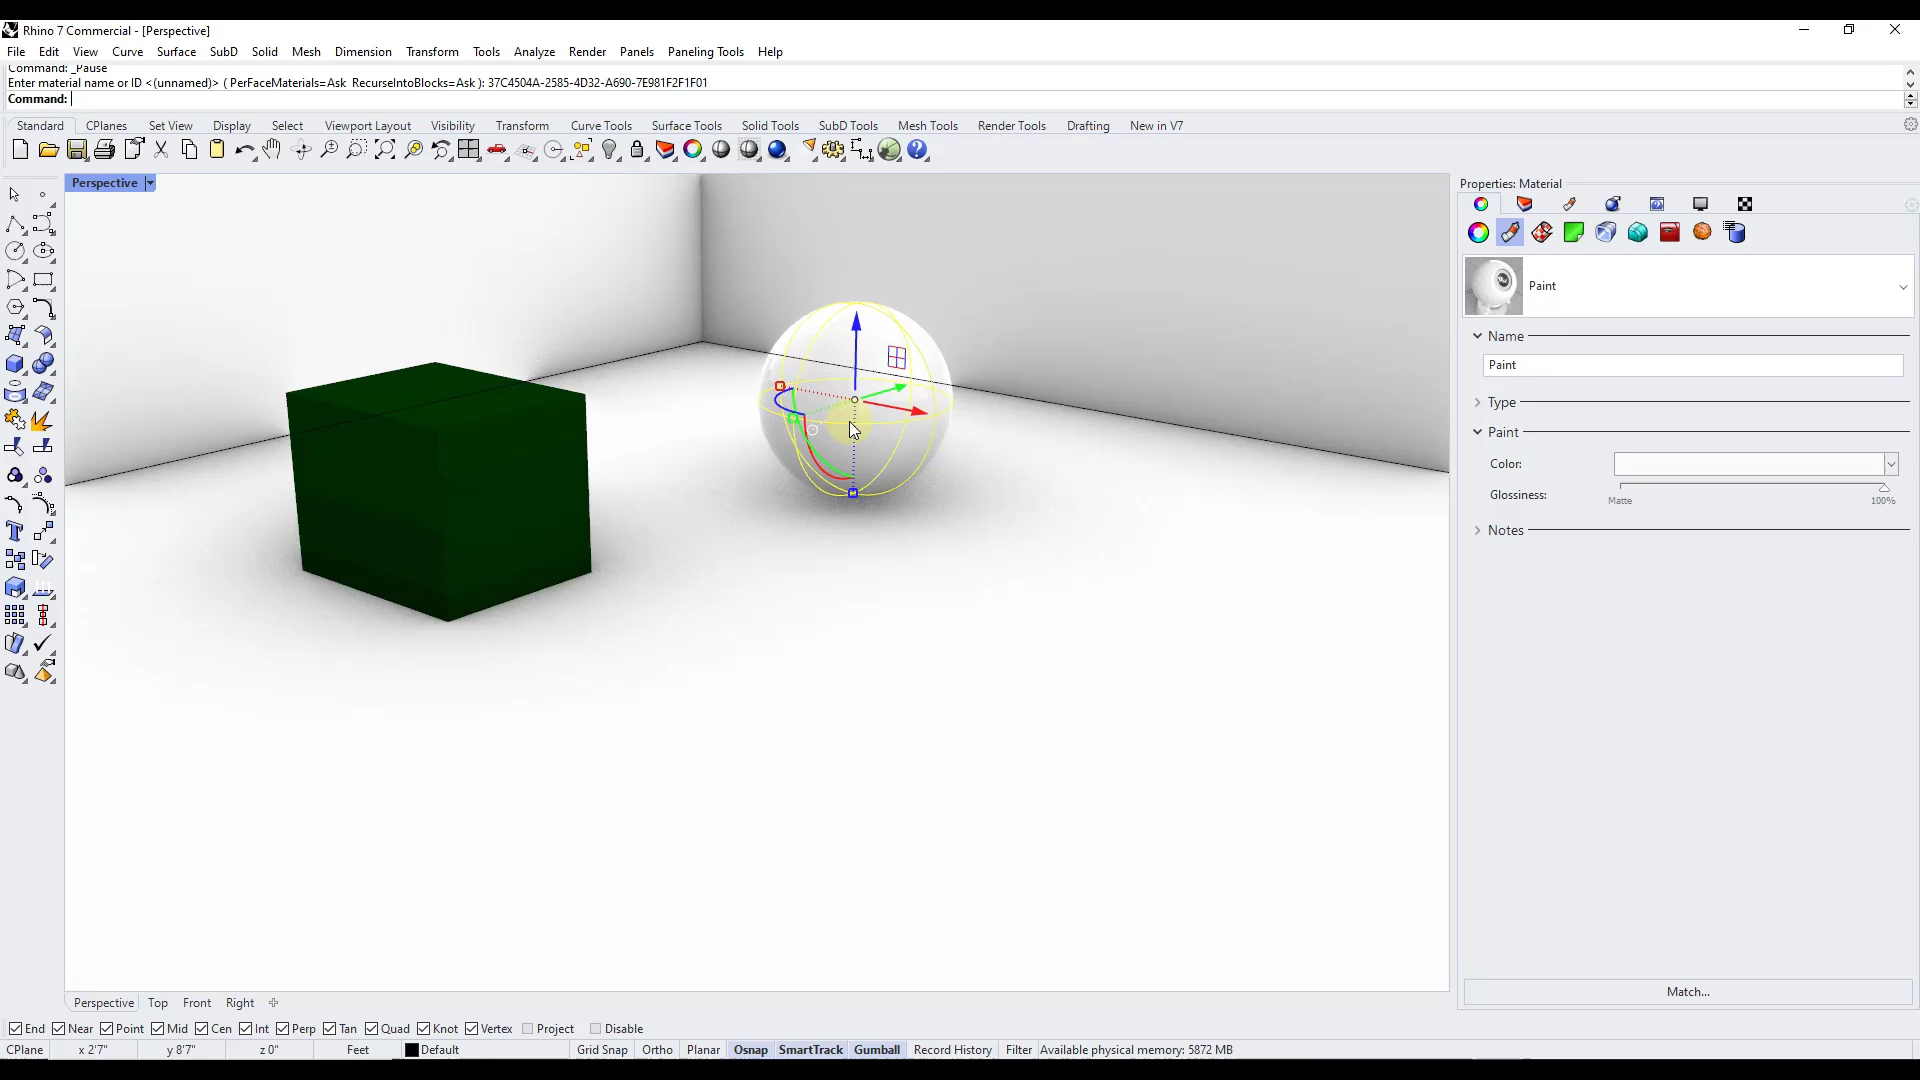 Rhino 7 Commercial - [Perspective]
File Edit View Curve Surface SubD Solid Mesh Dimension Transform Tools Analyze Render Panels Paneling Tools Help
Command: _Pause
Enter material name or ID <(unnamed)> ( PerFaceMaterials=Ask RecurseIntoBlocks=Ask ): 37C4504A-2585-4D32-A690-7E981F2F1F01
Command:
Standard CPlanes Set View Display Select Viewport Layout Visibility Transform Curve Tools Surface Tools Solid Tools SubD Tools Mesh Tools Render Tools Drafting New in V7
Perspective
Properties: Material
Paint
Name
Paint
Type
Paint
Color:
Glossiness:
Matte 100%
Notes
Match...
Perspective Top Front Right
End Near Point Mid Cen Int Perp Tan Quad Knot Vertex Project Disable
CPlane x 2'7" y 8'7" z 0" Feet Default Grid Snap Ortho Planar Osnap SmartTrack Gumball Record History Filter Available physical memory: 5872 MB